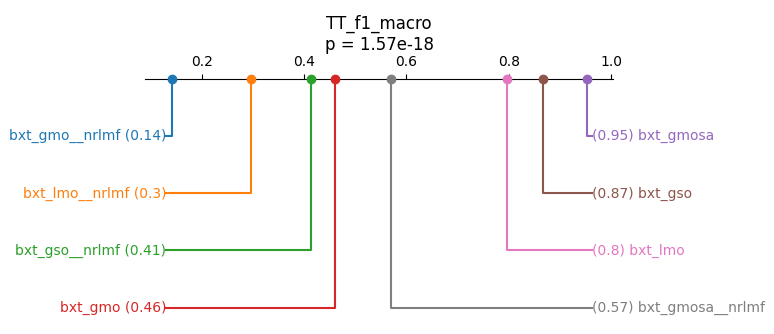 TT_f1_macro
p = 1.57e-18
0.2 0.4 0.6 0.8 1.0
bxt_gmo__nrlmf (0.14) (0.95) bxt_gmosa
bxt_lmo__nrlmf (0.3) (0.87) bxt_gso
bxt_gso__nrlmf (0.41) (0.8) bxt_lmo
bxt_gmo (0.46) (0.57) bxt_gmosa__nrlmf